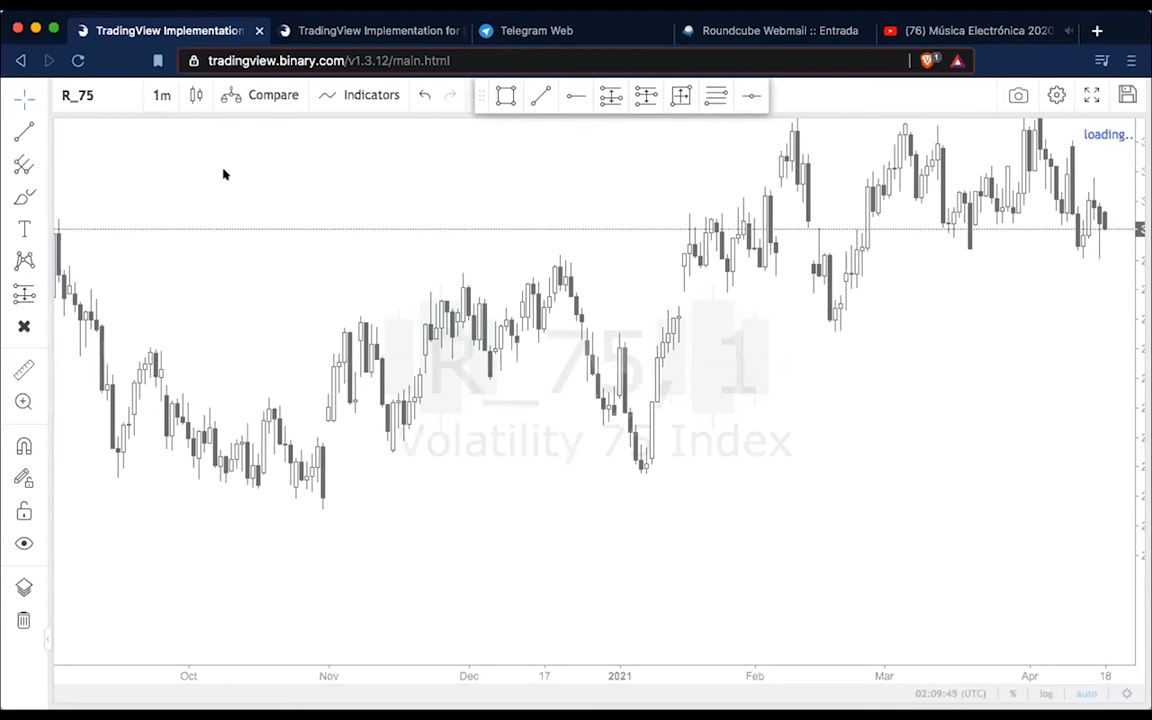 TradingView Implementation
TradingView Implementation for
Telegram Web
Roundcube Webmail :: Entrada
(76) Música Electrónica 2020
tradingview.binary.com/v1.3.12/main.html
1
R_75
1m
Compare
Indicators
loading..
R_75, 1
Volatility 75 Index
Oct
Nov
Dec
17
2021
Feb
Mar
Apr
18
02:09:45 (UTC)
%
log
auto